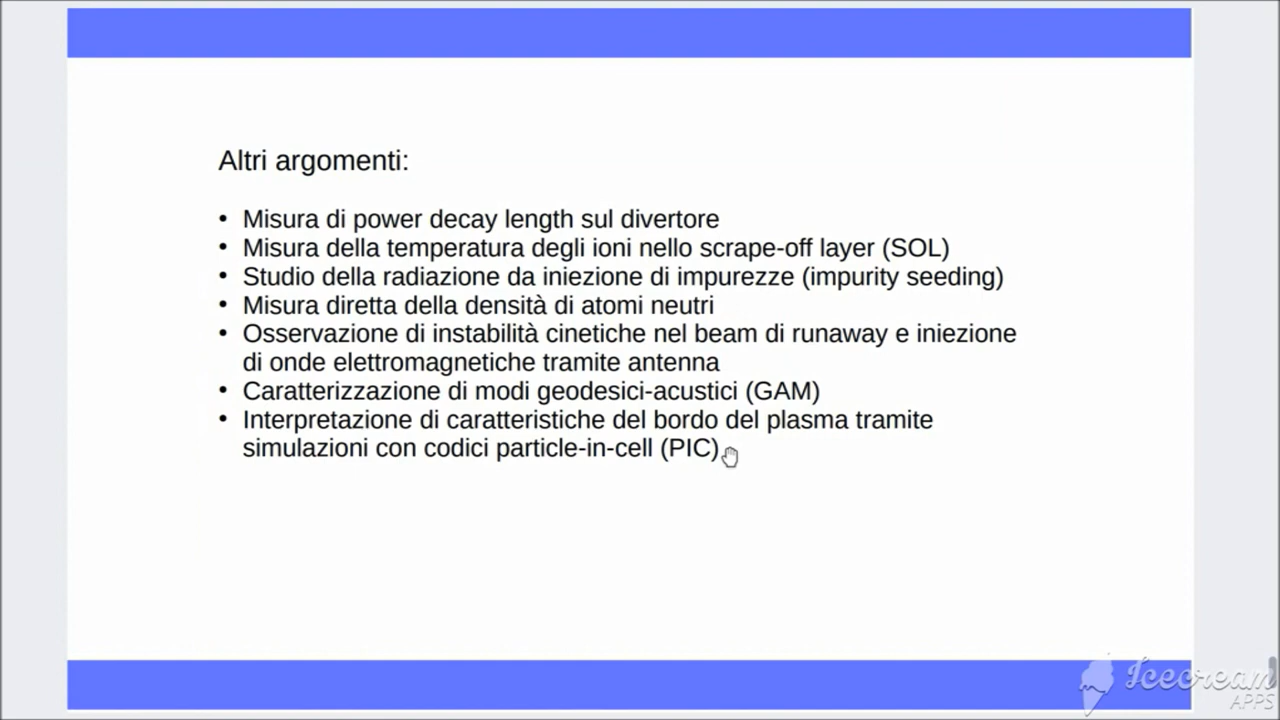 Altri argomenti:
• Misura di power decay length sul divertore
• Misura della temperatura degli ioni nello scrape-off layer (SOL)
• Studio della radiazione da iniezione di impurezze (impurity seeding)
• Misura diretta della densità di atomi neutri
• Osservazione di instabilità cinetiche nel beam di runaway e iniezione
di onde elettromagnetiche tramite antenna
• Caratterizzazione di modi geodesici-acustici (GAM)
• Interpretazione di caratteristiche del bordo del plasma tramite
simulazioni con codici particle-in-cell (PIC)
Icecream
APPS